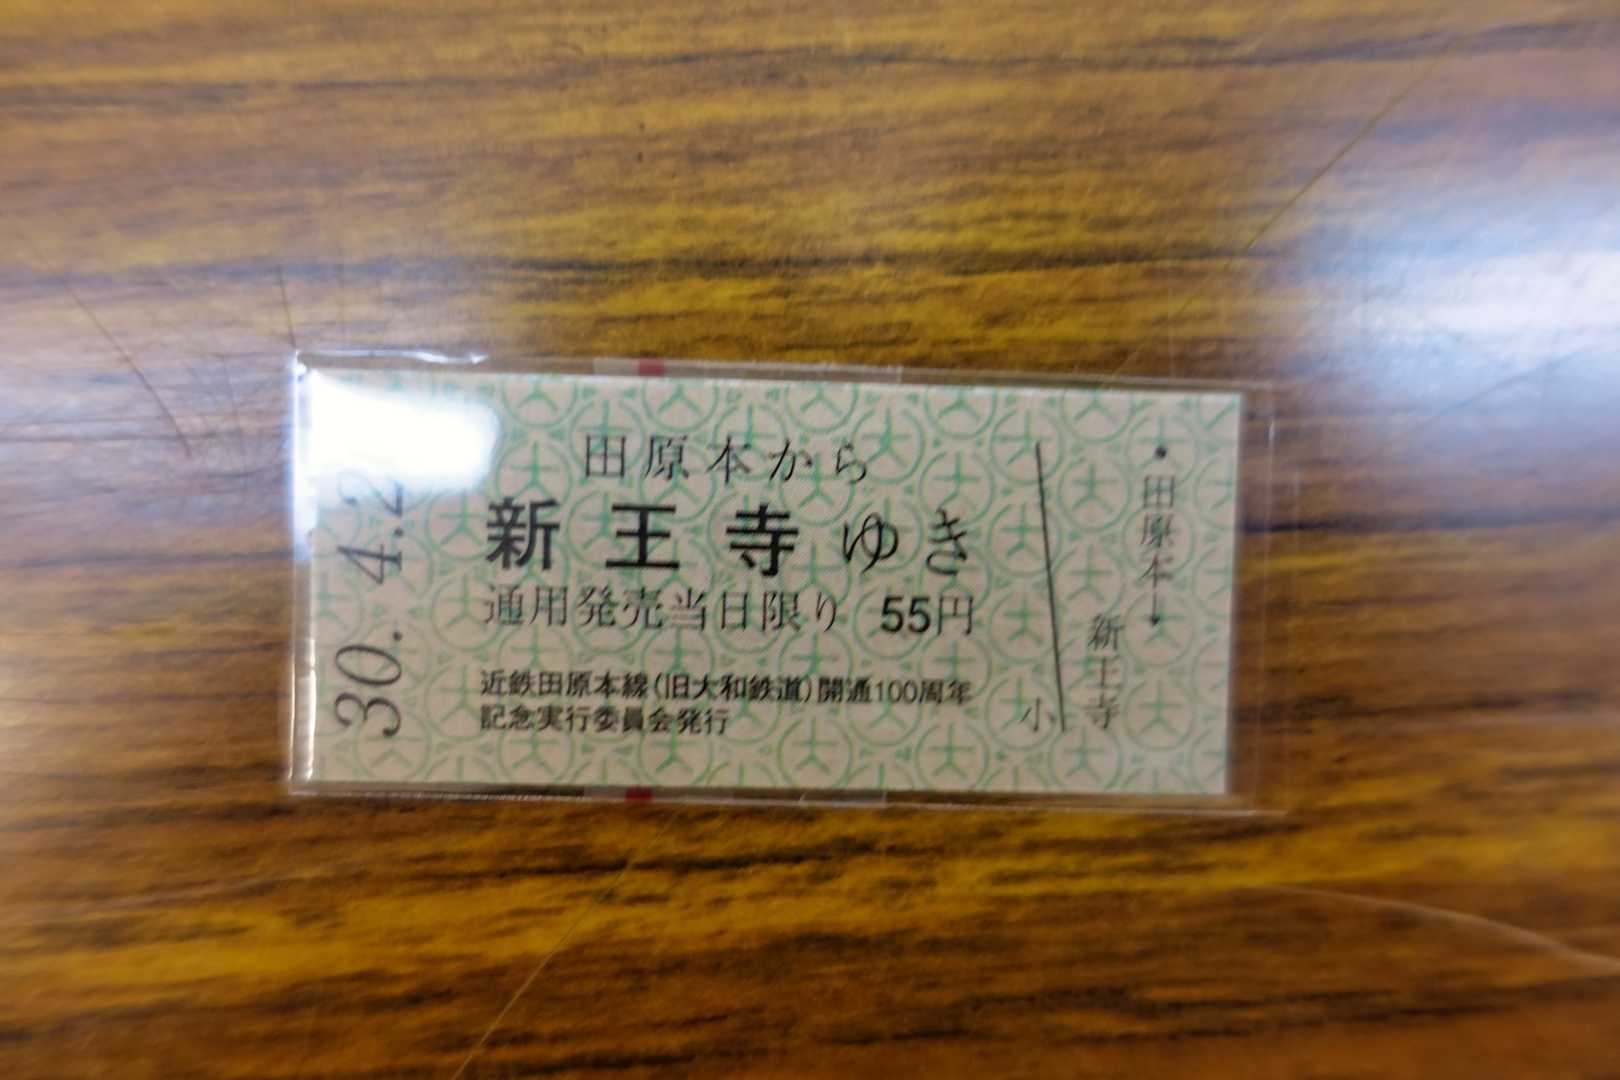 30. 4.2
田原本から
新王寺ゆき
通用発売当日限り 55円
近鉄田原本線(旧大和鉄道)開通100周年
記念実行委員会発行
小
・田原本→
新王寺